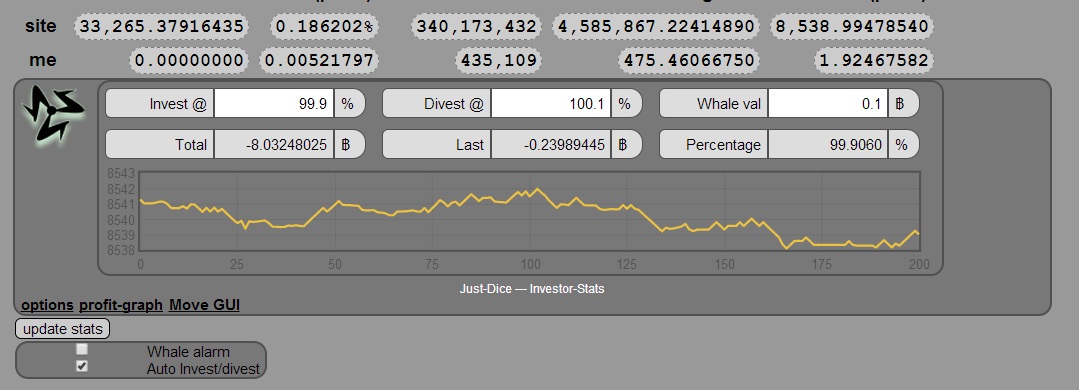 site 33,265.37916435 0.186202% 340,173,432 4,585,867.22414890 8,538.99478540
me 0.00000000 0.00521797 435,109 475.46066750 1.92467582
Invest @ 99.9 % Divest @ 100.1 % Whale val 0.1 ฿
Total -8.03248025 ฿ Last -0.23989445 ฿ Percentage 99.9060 %
8543
8542
8541
8540
8539
8538
0 25 50 75 100 125 150 175 200
Just-Dice --- Investor-Stats
options profit-graph Move GUI
update stats
Whale alarm
Auto Invest/divest